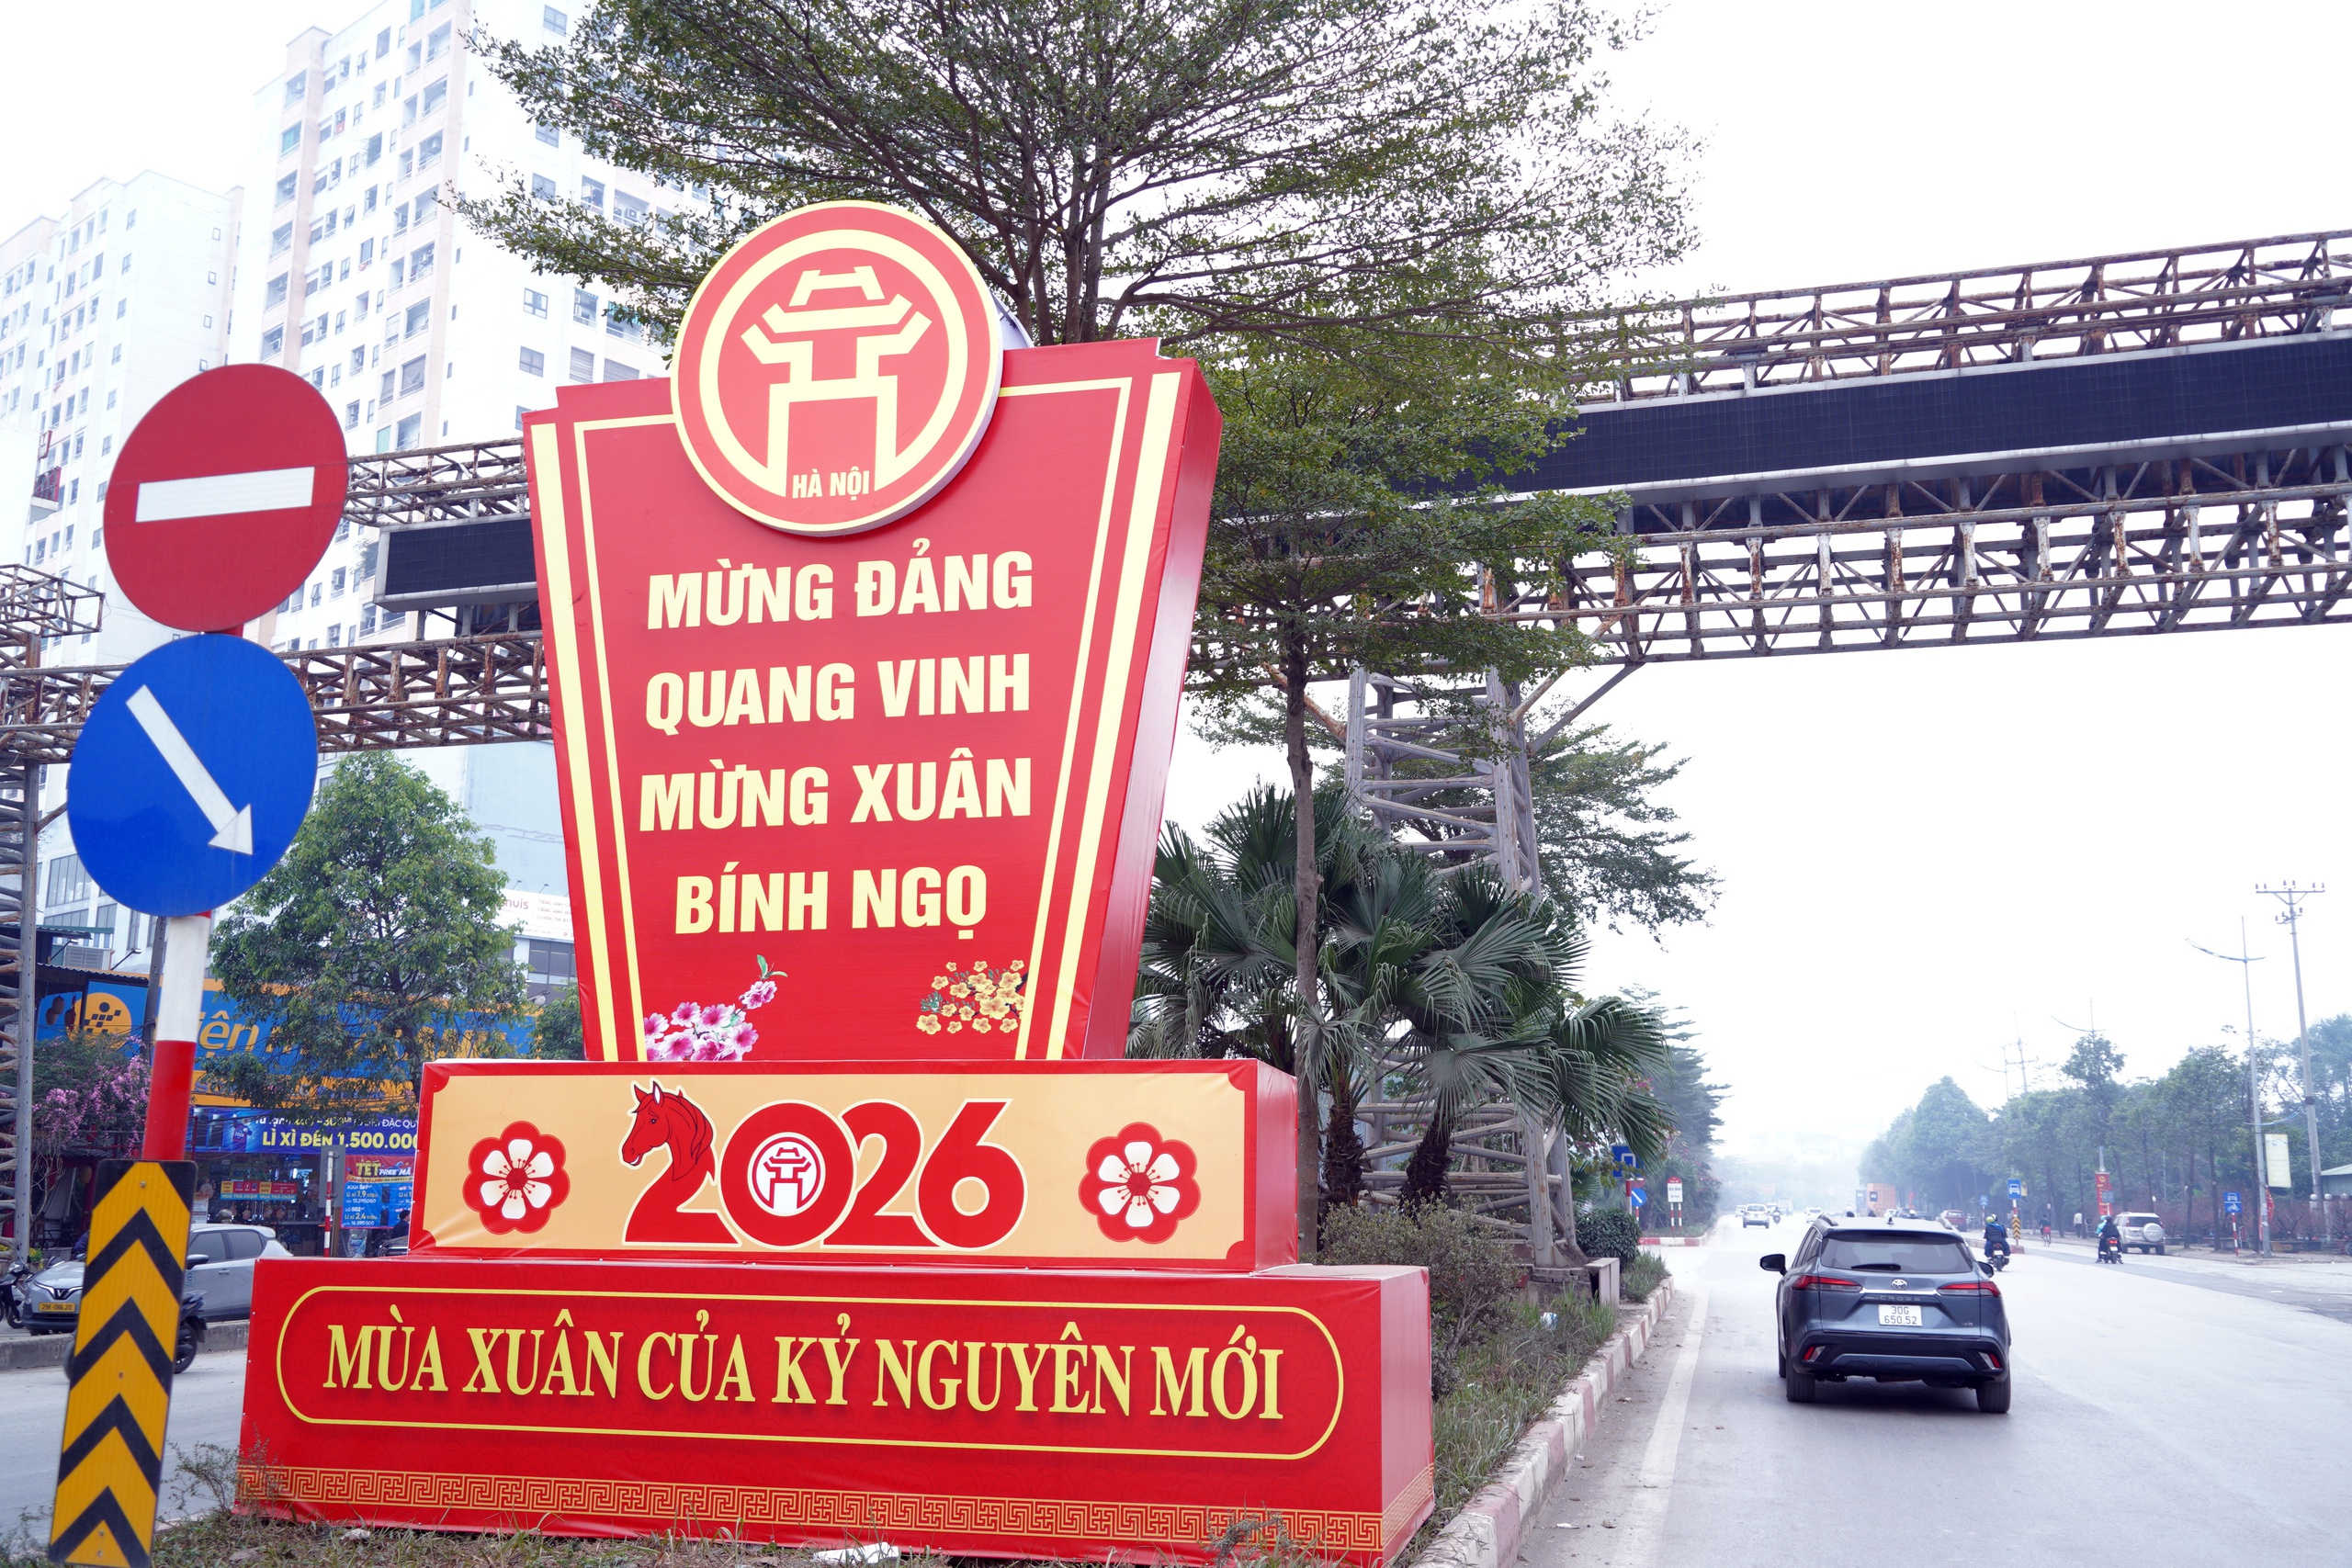 HÀ NỘI
MỪNG ĐẢNG
QUANG VINH
MỪNG XUÂN
BÍNH NGỌ
2026
MÙA XUÂN CỦA KỶ NGUYÊN MỚI
LÌ XÌ ĐẾN 1.500.000
TẾT
30G
650.52